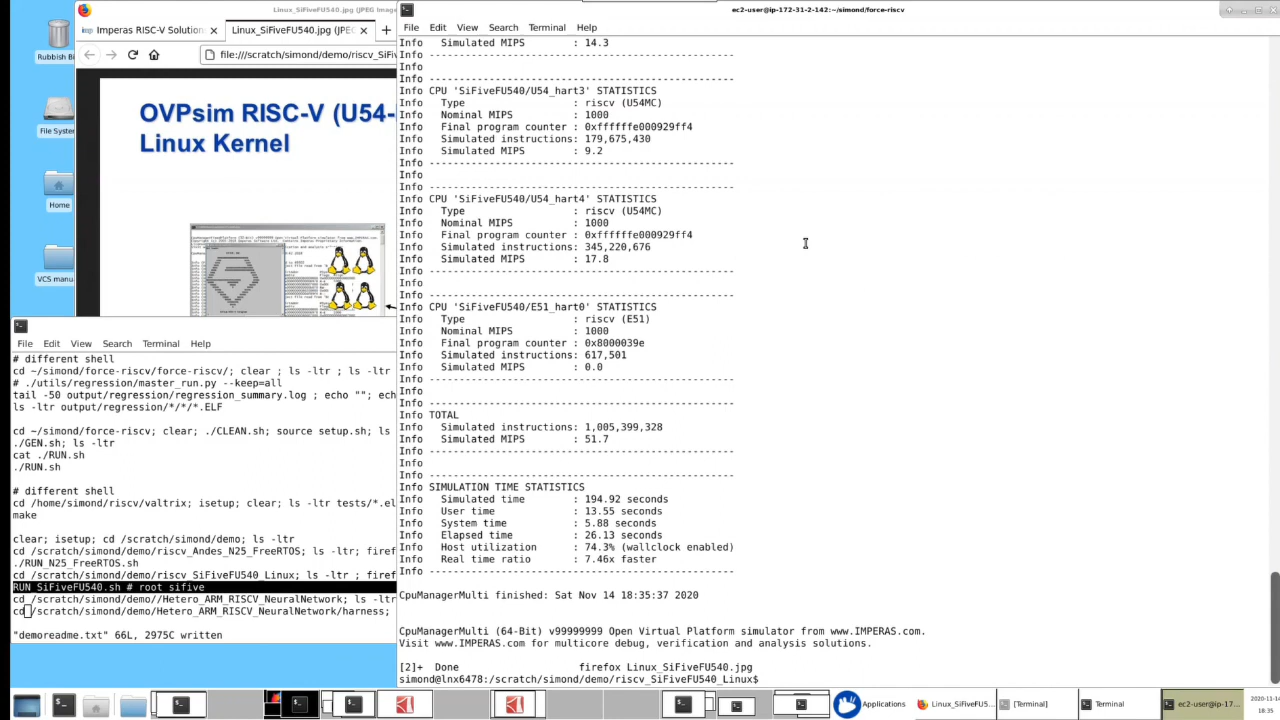 Linux_SiFiveFU540.jpg (JPEG Imag
Imperas RISC-V Solution
Linux_SiFiveFU540.jpg (JPE
file:///scratch/simond/demo/riscv_SiFi
Rubbish Bi
File System
Home
VCS manu
OVPsim RISC-V (U54-
Linux Kernel
File Edit View Search Terminal Help
# different shell
cd ~/simond/force-riscv/force-riscv/; clear ; ls -ltr ; ls -ltr
# ./utils/regression/master_run.py --keep=all
tail -50 output/regression/regression_summary.log ; echo ""; ec
ls -ltr output/regression/*/*/*.ELF
cd ~/simond/force-riscv; clear; ./CLEAN.sh; source setup.sh; ls
./GEN.sh; ls -ltr
cat ./RUN.sh
./RUN.sh
# different shell
cd /home/simond/riscv/valtrix; isetup; clear; ls -ltr tests/*.el
make
clear; isetup; cd /scratch/simond/demo; ls -ltr
cd /scratch/simond/demo/riscv_Andes_N25_FreeRTOS; ls -ltr; firef
./RUN_N25_FreeRTOS.sh
cd /scratch/simond/demo/riscv_SiFiveFU540_Linux; ls -ltr ; firef
RUN_SiFiveFU540.sh # root sifive
cd /scratch/simond/demo//Hetero_ARM_RISCV_NeuralNetwork; ls -ltr
cd /scratch/simond/demo/Hetero_ARM_RISCV_NeuralNetwork/harness;
"demoreadme.txt" 66L, 2975C written
ec2-user@ip-172-31-2-142:~/simond/force-riscv
File Edit View Search Terminal Help
Info   Simulated MIPS       : 14.3
Info ---------------------------------------------------
Info
Info ---------------------------------------------------
Info CPU 'SiFiveFU540/U54_hart3' STATISTICS
Info   Type                  : riscv (U54MC)
Info   Nominal MIPS          : 1000
Info   Final program counter : 0xffffffe000929ff4
Info   Simulated instructions: 179,675,430
Info   Simulated MIPS        : 9.2
Info ---------------------------------------------------
Info
Info ---------------------------------------------------
Info CPU 'SiFiveFU540/U54_hart4' STATISTICS
Info   Type                  : riscv (U54MC)
Info   Nominal MIPS          : 1000
Info   Final program counter : 0xffffffe000929ff4
Info   Simulated instructions: 345,220,676
Info   Simulated MIPS        : 17.8
Info ---------------------------------------------------
Info
Info ---------------------------------------------------
Info CPU 'SiFiveFU540/E51_hart0' STATISTICS
Info   Type                  : riscv (E51)
Info   Nominal MIPS          : 1000
Info   Final program counter : 0x8000039e
Info   Simulated instructions: 617,501
Info   Simulated MIPS        : 0.0
Info ---------------------------------------------------
Info
Info ---------------------------------------------------
Info TOTAL
Info   Simulated instructions: 1,005,399,328
Info   Simulated MIPS        : 51.7
Info ---------------------------------------------------
Info
Info ---------------------------------------------------
Info SIMULATION TIME STATISTICS
Info   Simulated time        : 194.92 seconds
Info   User time             : 13.55 seconds
Info   System time           : 5.88 seconds
Info   Elapsed time          : 26.13 seconds
Info   Host utilization      : 74.3% (wallclock enabled)
Info   Real time ratio       : 7.46x faster
Info ---------------------------------------------------
CpuManagerMulti finished: Sat Nov 14 18:35:37 2020
CpuManagerMulti (64-Bit) v99999999 Open Virtual Platform simulator from www.IMPERAS.com.
Visit www.IMPERAS.com for multicore debug, verification and analysis solutions.
[2]+  Done                    firefox Linux_SiFiveFU540.jpg
simond@lnx6478:/scratch/simond/demo/riscv_SiFiveFU540_Linux$
Applications
Linux_SiFiveFU5...
[Terminal]
Terminal
ec2-user@ip-17...
2020-11-14
18:35